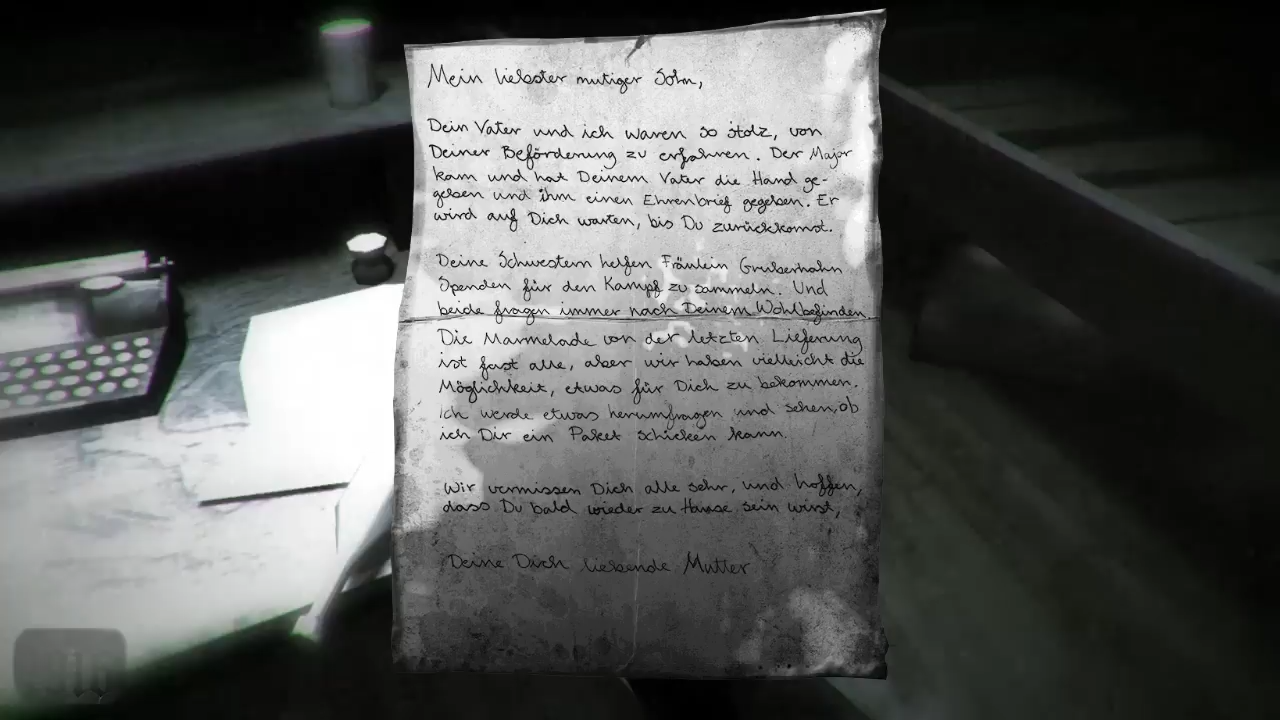 Mein liebster mutiger Sohn,
Dein Vater und ich waren so stolz, von
Deiner Beförderung zu erfahren. Der Major
kam und hat Deinem Vater die Hand ge-
geben und ihm einen Ehrenbrief gegeben. Er
wird auf Dich warten, bis Du zurückkomst.
Deine Schwestern helfen Fräulein Gruberhahn
Spenden für den Kampf zu sammeln. Und
beide fragen immer nach Deinem Wohlbefinden.
Die Marmelade von der letzten Lieferung
ist fast alle, aber wir haben vielleicht die
Möglichkeit, etwas für Dich zu bekommen.
Ich werde etwas herumfragen und sehen, ob
ich Dir ein Paket schicken kann.
Wir vermissen Dich alle sehr, und hoffen,
dass Du bald wieder zu Hause sein wirst,
Deine Dich liebende Mutter